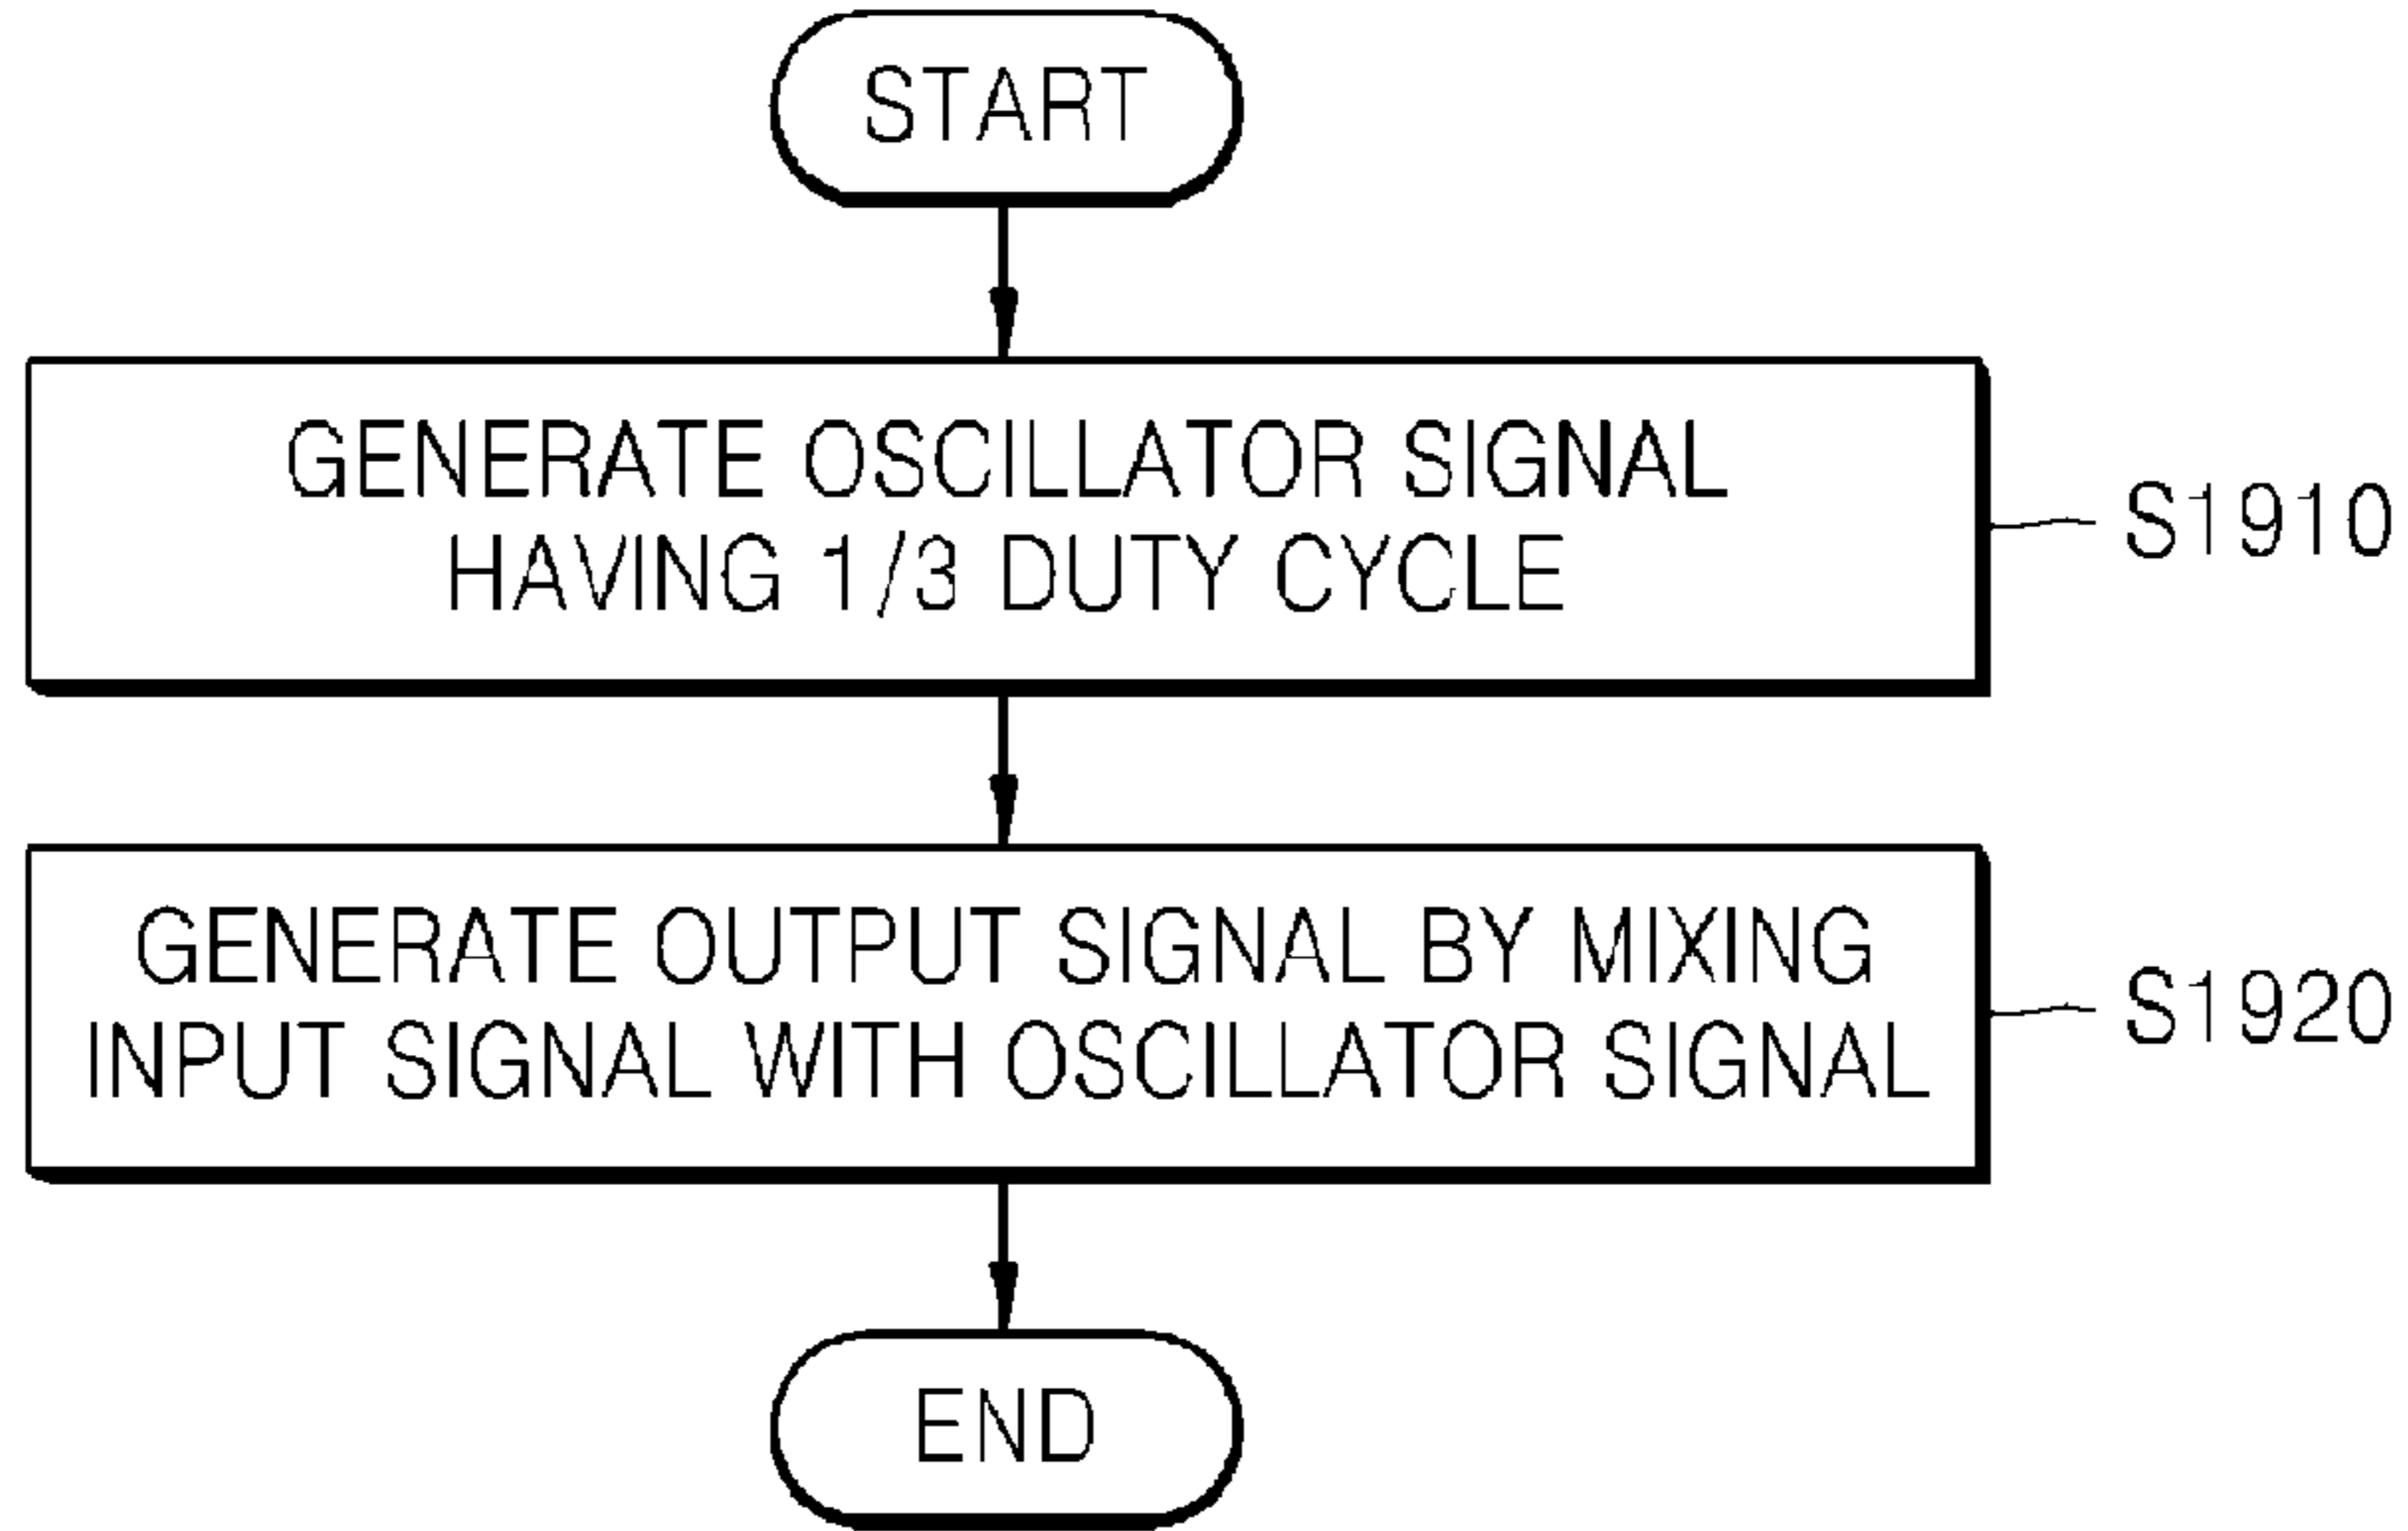 START
GENERATE OSCILLATOR SIGNAL
HAVING 1/3 DUTY CYCLE
S1910
GENERATE OUTPUT SIGNAL BY MIXING
INPUT SIGNAL WITH OSCILLATOR SIGNAL
S1920
END